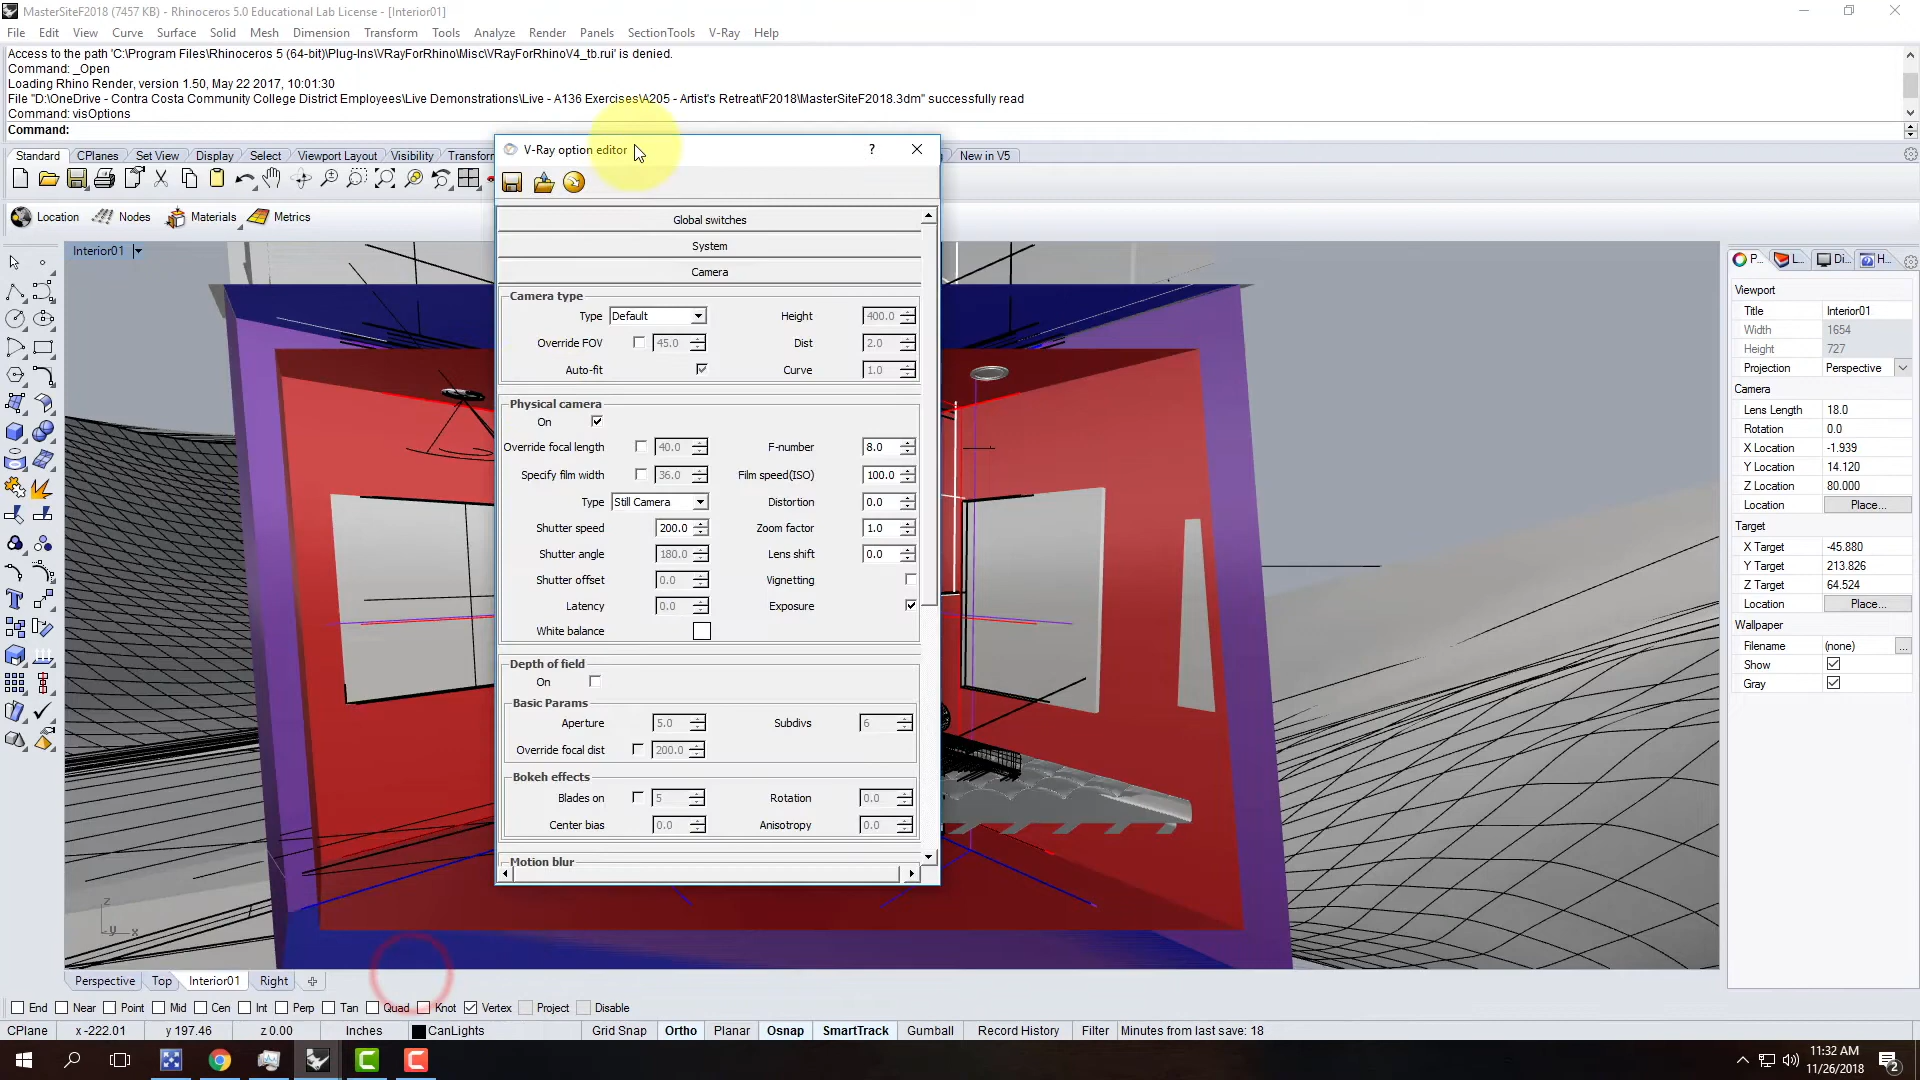 MasterSiteF2018 (7457 KB) - Rhinoceros 5.0 Educational Lab License - [Interior01]
File Edit View Curve Surface Solid Mesh Dimension Transform Tools Analyze Render Panels SectionTools V-Ray Help
Access to the path 'C:\Program Files\Rhinoceros 5 (64-bit)\Plug-Ins\VRayForRhino\Misc\VRayForRhinoV4_tb.rui' is denied.
Command: _Open
Loading Rhino Render, version 1.50, May 22 2017, 10:01:30
File "D:\OneDrive - Contra Costa Community College District Employees\Live Demonstrations\Live - A136 Exercises\A205 - Artist's Retreat\F2018\MasterSiteF2018.3dm" successfully read
Command: visOptions
Command:
Standard CPlanes Set View Display Select Viewport Layout Visibility Transform New in V5
V-Ray option editor
?
Location Nodes Materials Metrics
Global switches
System
Camera
Interior01
Camera type
Type Default Height 400.0
Override FOV 45.0 Dist 2.0
Auto-fit Curve 1.0
Physical camera
On
Override focal length 40.0 F-number 8.0
Specify film width 36.0 Film speed(ISO) 100.0
Type Still Camera Distortion 0.0
Shutter speed 200.0 Zoom factor 1.0
Shutter angle 180.0 Lens shift 0.0
Shutter offset 0.0 Vignetting
Latency 0.0 Exposure
White balance
Depth of field
On
Basic Params
Aperture 5.0 Subdivs 6
Override focal dist 200.0
Bokeh effects
Blades on 5 Rotation 0.0
Center bias 0.0 Anisotropy 0.0
Motion blur
P... L... Di... H...
Viewport
Title Interior01
Width 1654
Height 727
Projection Perspective
Camera
Lens Length 18.0
Rotation 0.0
X Location -1.939
Y Location 14.120
Z Location 80.000
Location Place...
Target
X Target -45.880
Y Target 213.826
Z Target 64.524
Location Place...
Wallpaper
Filename (none) ...
Show
Gray
z
y x
Perspective Top Interior01 Right
End Near Point Mid Cen Int Perp Tan Quad Knot Vertex Project Disable
CPlane x -222.01 y 197.46 z 0.00 Inches CanLights Grid Snap Ortho Planar Osnap SmartTrack Gumball Record History Filter Minutes from last save: 18
11:32 AM
11/26/2018
2